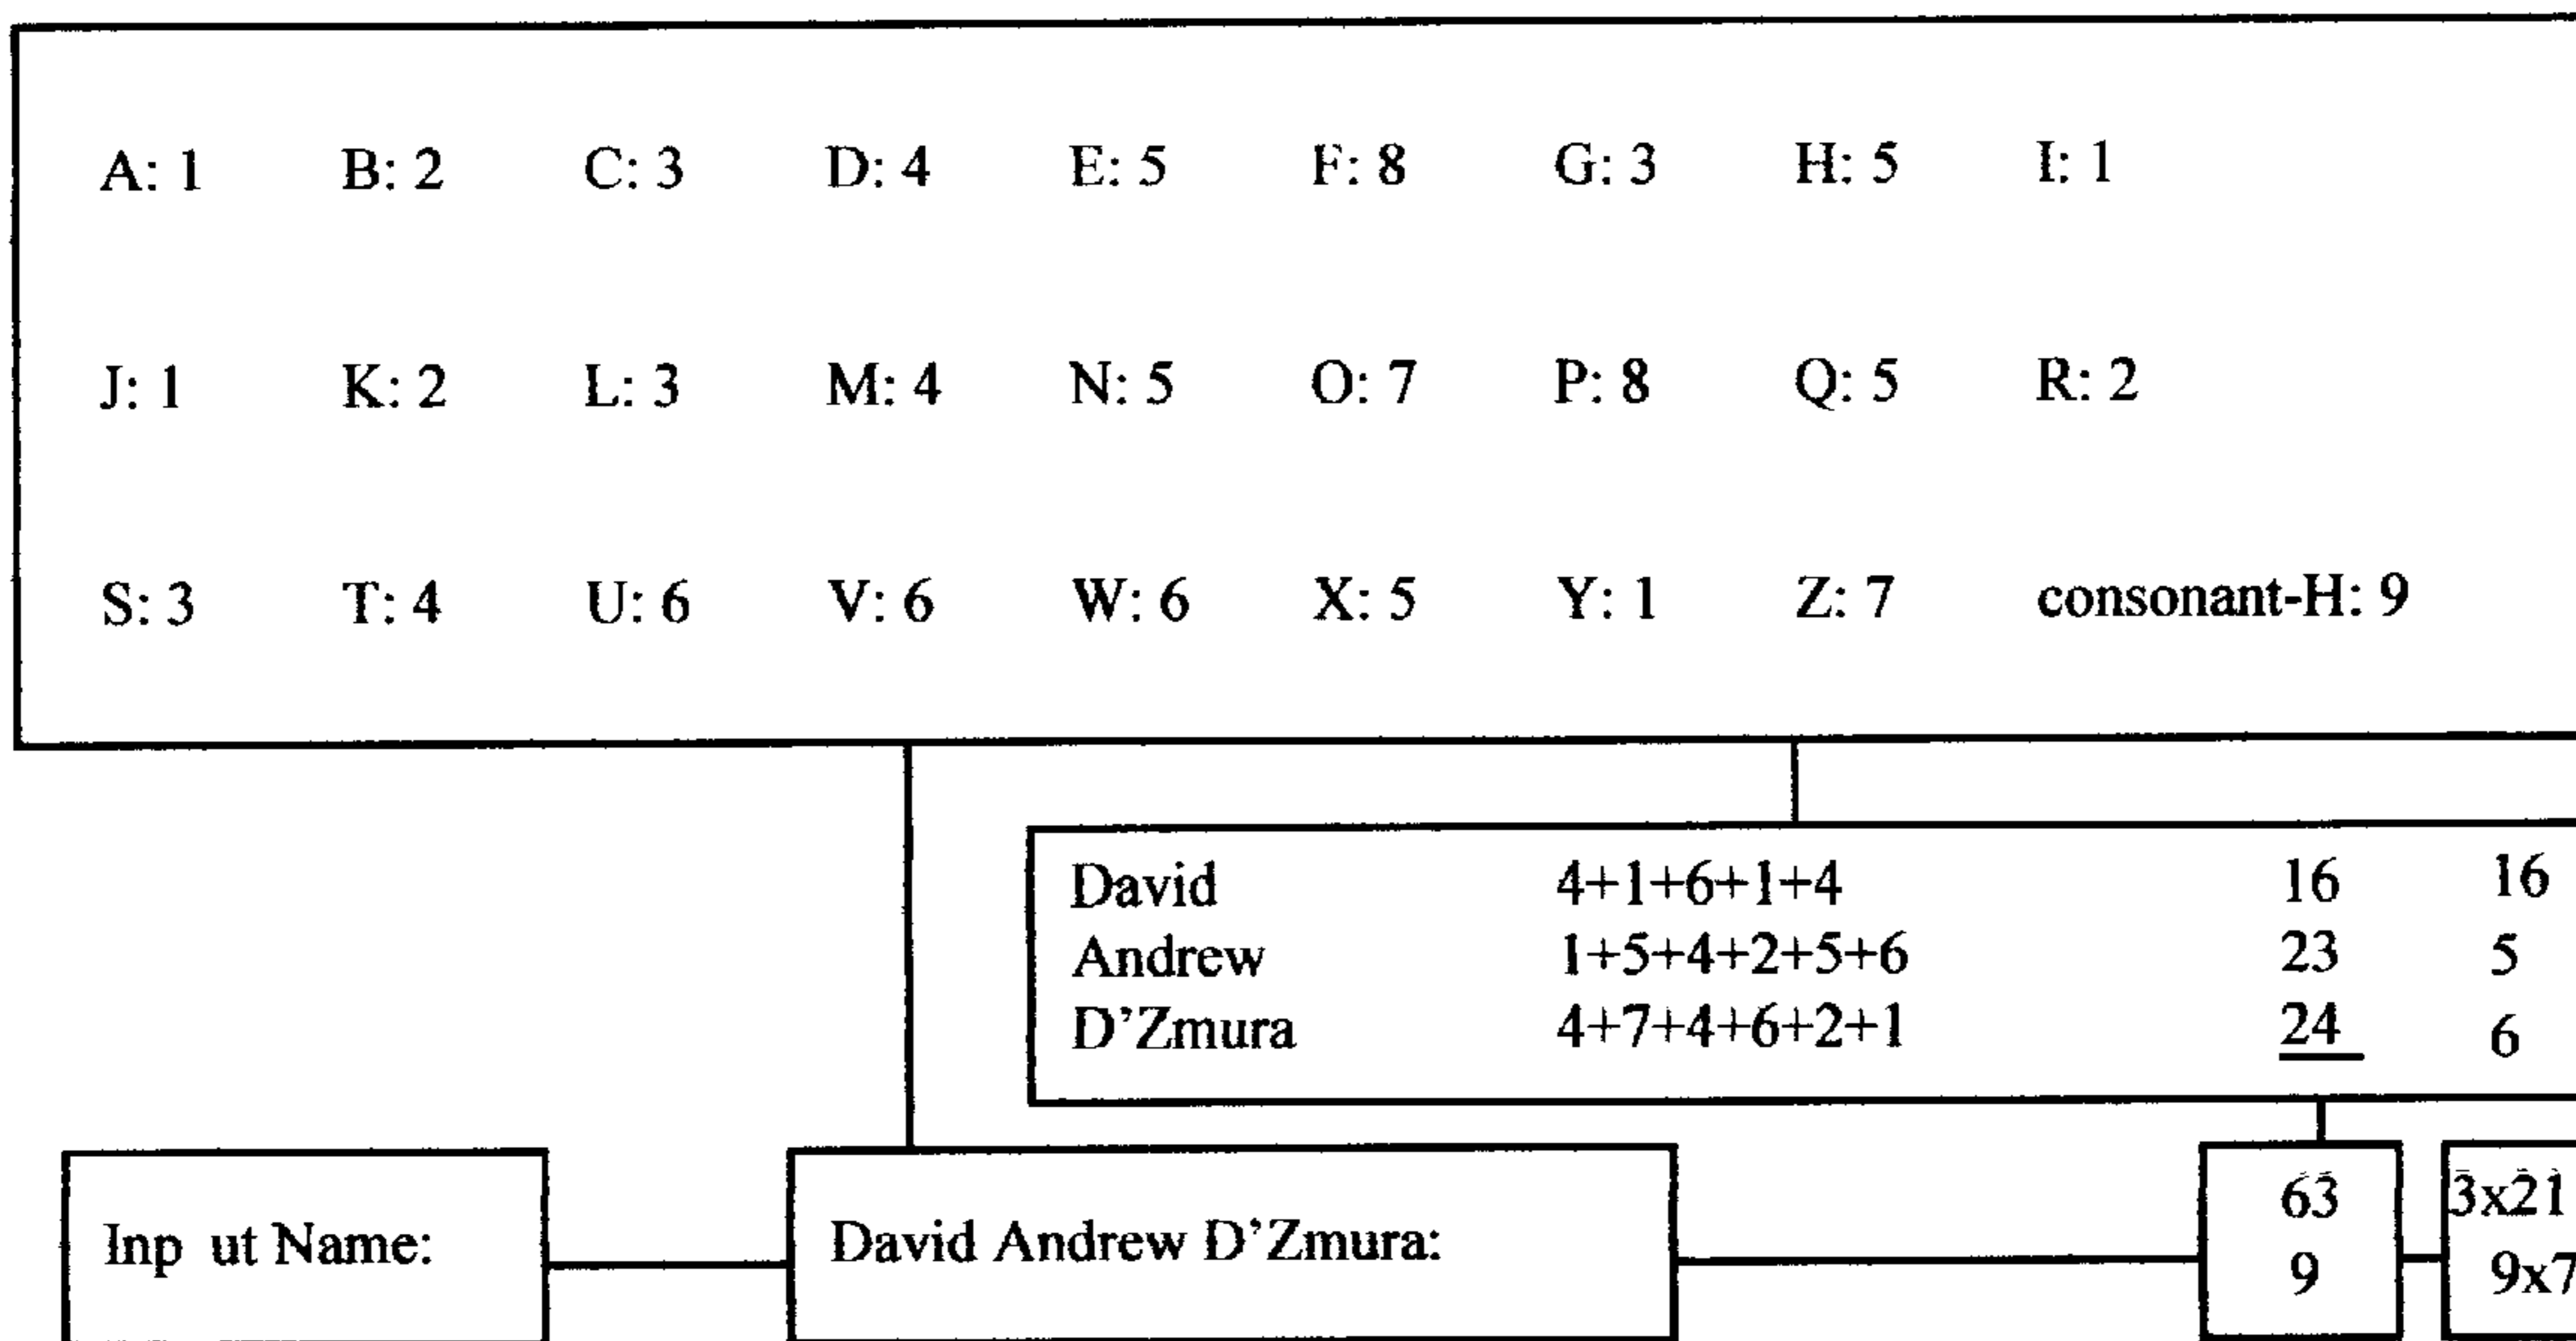 A: 1 B: 2 C: 3 D: 4 E: 5 F: 8 G: 3 H: 5 I: 1
J: 1 K: 2 L: 3 M: 4 N: 5 O: 7 P: 8 Q: 5 R: 2
S: 3 T: 4 U: 6 V: 6 W: 6 X: 5 Y: 1 Z: 7 consonant-H: 9
David 4+1+6+1+4 16 16
Andrew 1+5+4+2+5+6 23 5
D’Zmura 4+7+4+6+2+1 24 6
Inp ut Name: David Andrew D’Zmura:
63 3x21
9 9x7